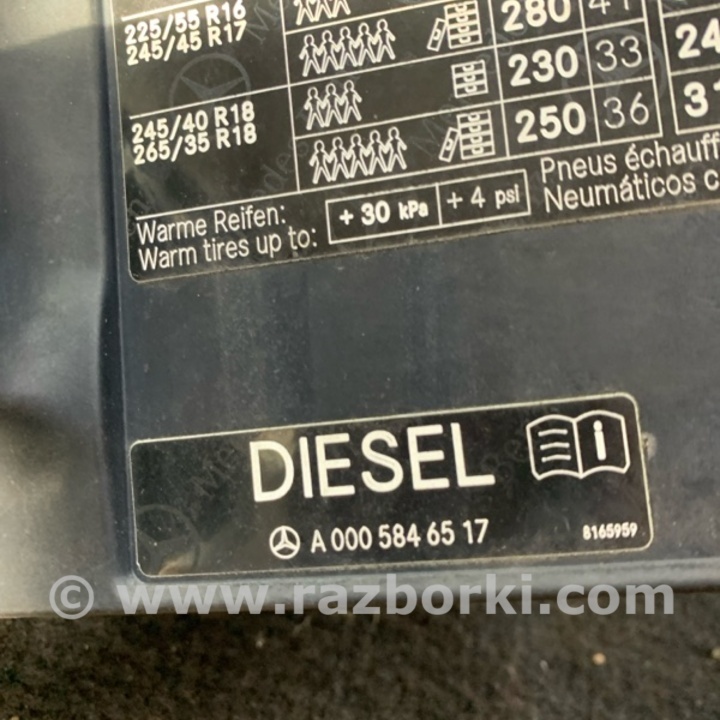 225/55 R16
245/45 R17
280 41
245/40 R18
265/35 R18
230 33
250 36
24
31
Warme Reifen:
Warm tires up to:
+ 30 kPa + 4 psi
Pneus échauff
Neumáticos c
DIESEL
A 000 584 65 17
8165959
© www.razborki.com